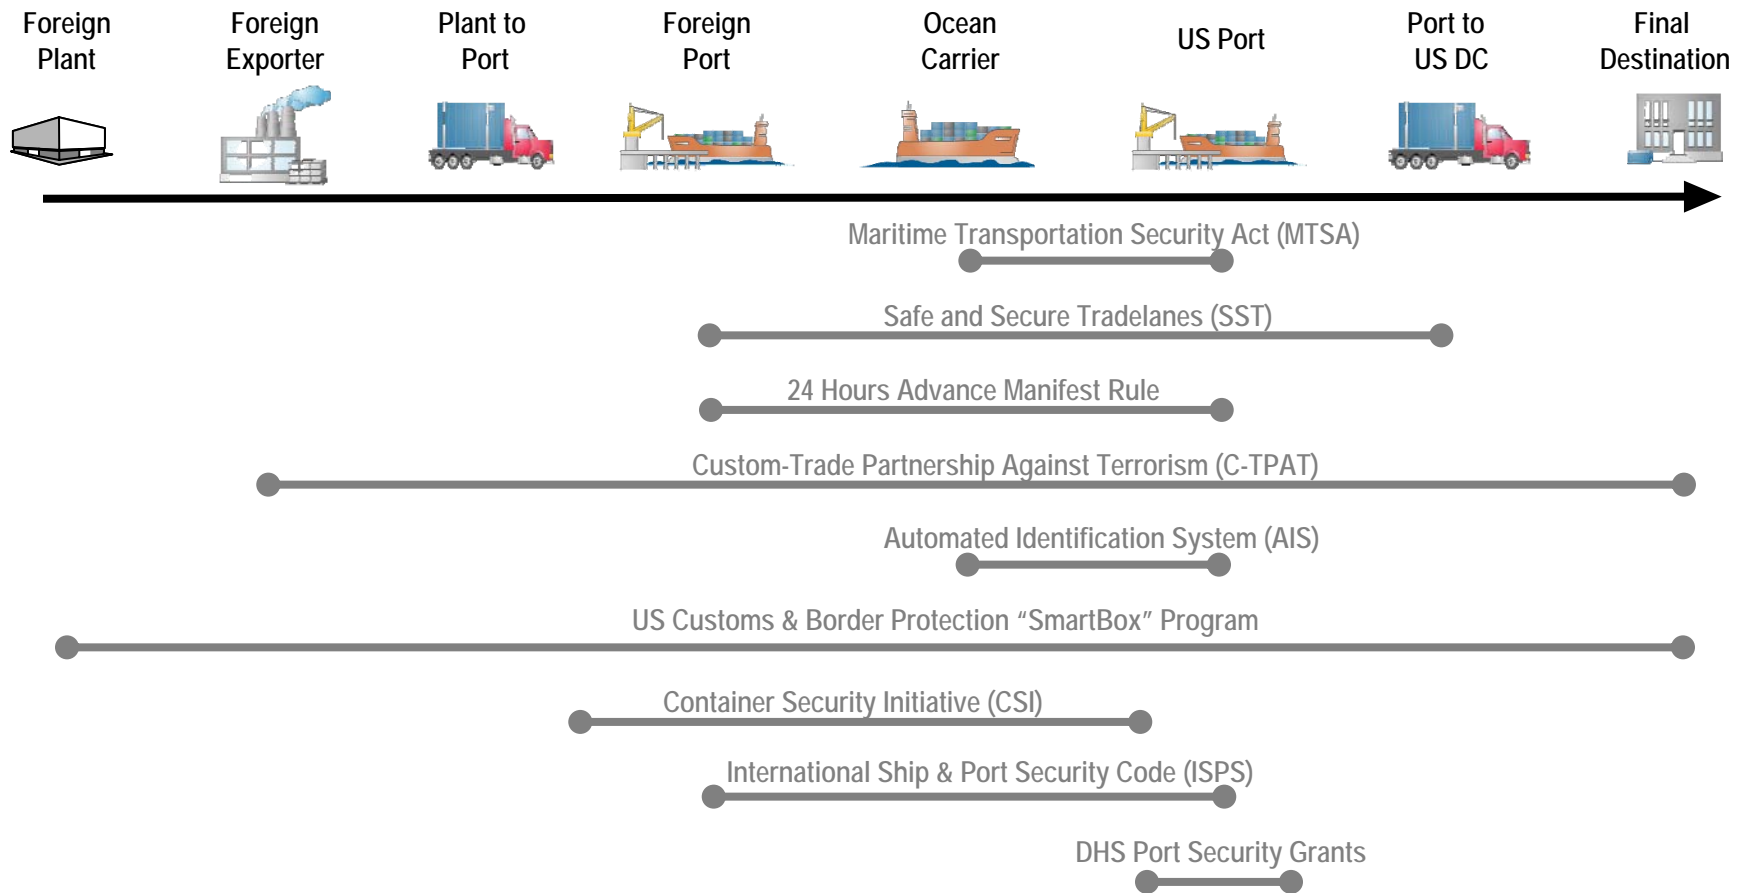 Foreign
Plant
Foreign
Exporter
Plant to
Port
Foreign
Port
Ocean
Carrier
US Port
Port to
US DC
Final
Destination
Maritime Transportation Security Act (MTSA)
Safe and Secure Tradelanes (SST)
24 Hours Advance Manifest Rule
Custom-Trade Partnership Against Terrorism (C-TPAT)
Automated Identification System (AIS)
US Customs & Border Protection “SmartBox” Program
Container Security Initiative (CSI)
International Ship & Port Security Code (ISPS)
DHS Port Security Grants